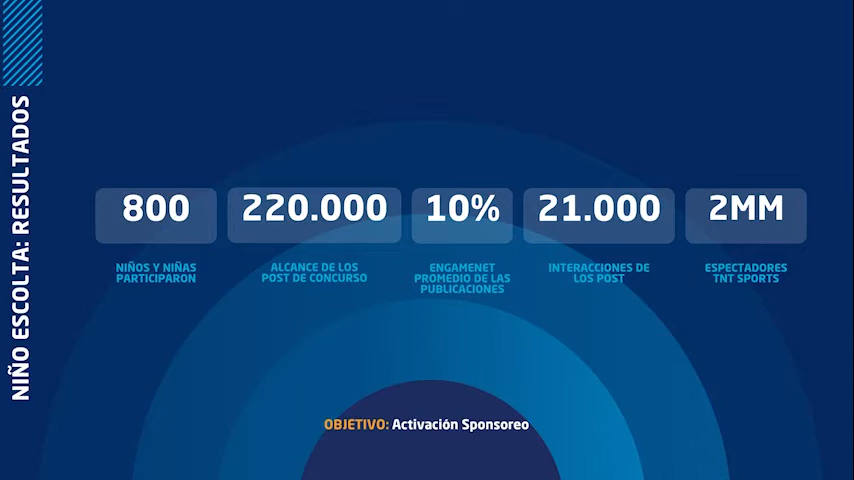 NIÑO ESCOLTA: RESULTADOS
800
NIÑOS Y NIÑAS
PARTICIPARON
220.000
ALCANCE DE LOS
POST DE CONCURSO
10%
ENGAMENET
PROMEDIO DE LAS
PUBLICACIONES
21.000
INTERACCIONES DE
LOS POST
2MM
ESPECTADORES
TNT SPORTS
OBJETIVO: Activación Sponsoreo